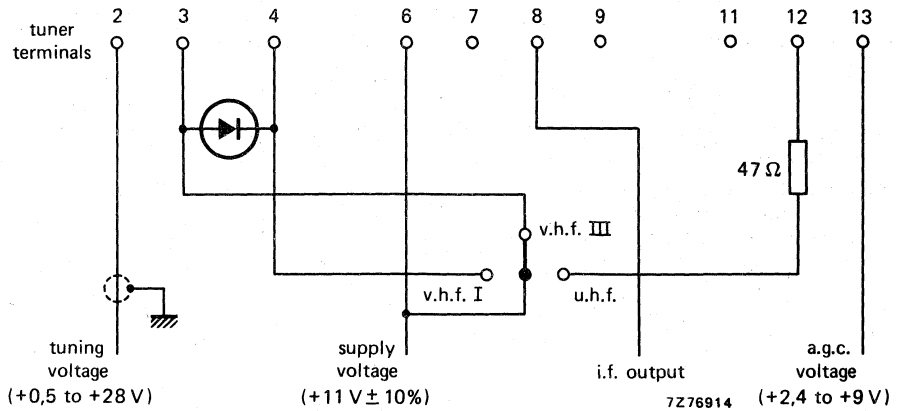 2 3 4 6 7 8 9 11 12 13
tuner
terminals
47 Ω
v.h.f. III
v.h.f. I
u.h.f.
tuning
voltage
(+0,5 to +28 V)
supply
voltage
(+11 V ± 10%)
i.f. output
7Z76914
a.g.c.
voltage
(+2,4 to +9 V)